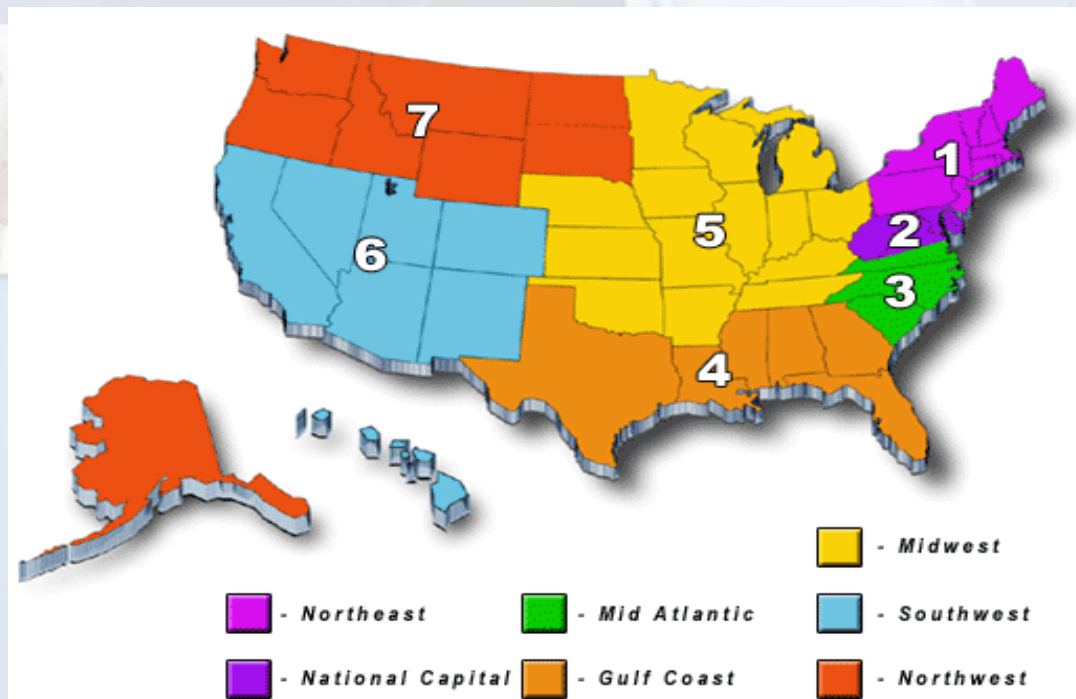 7
1
2
5
6
3
4
- Midwest
- Northeast
- Mid Atlantic
- Southwest
- National Capital
- Gulf Coast
- Northwest